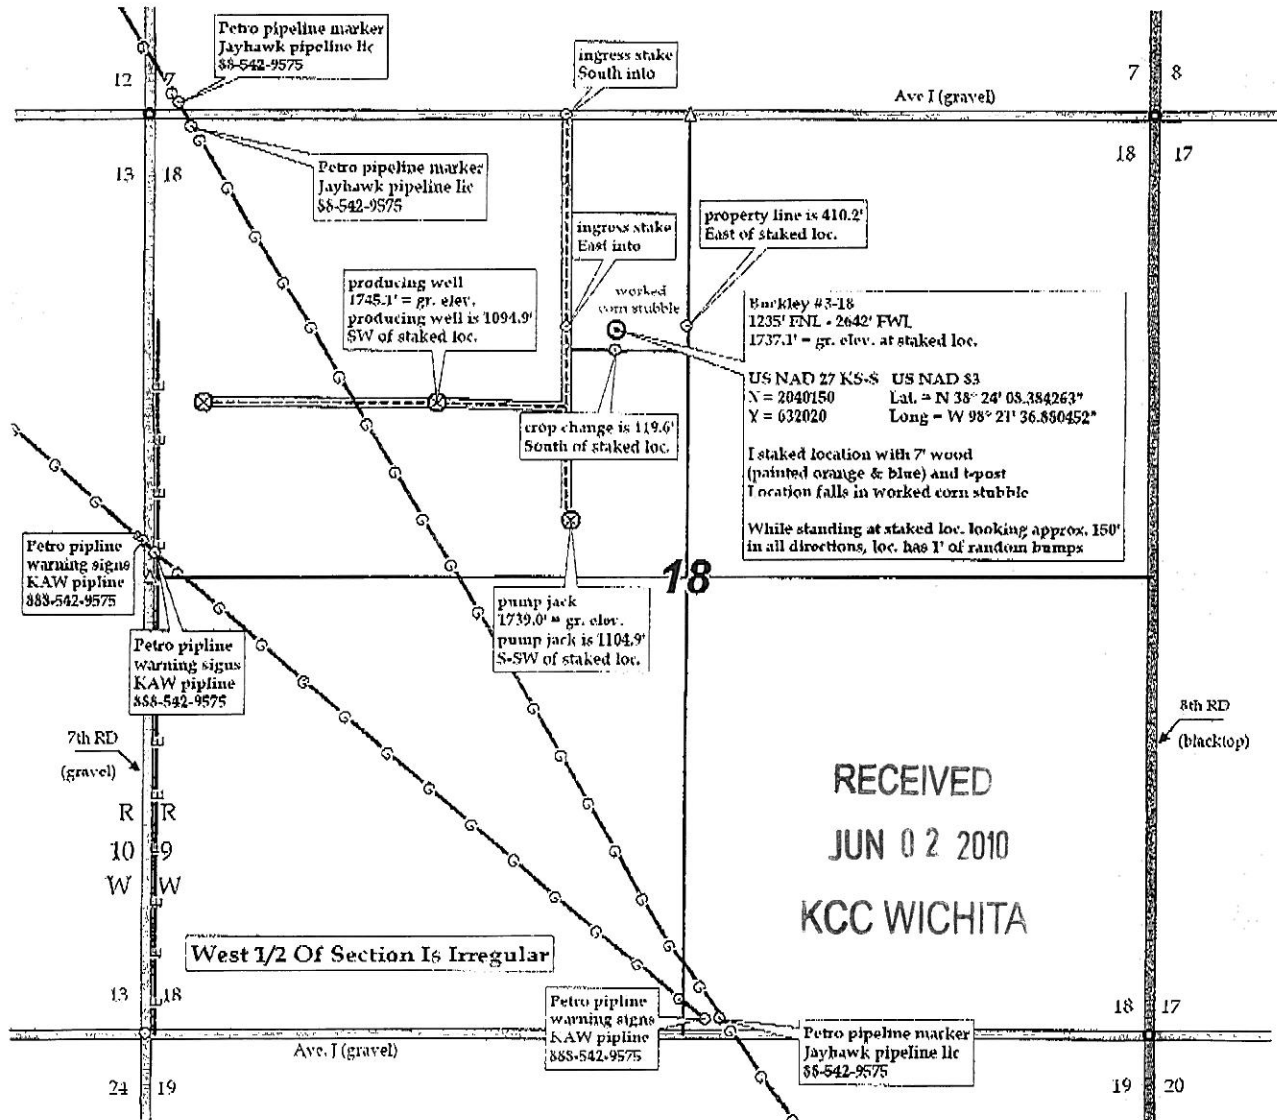 Petro pipeline marker
Jayhawk pipeline llc
88-542-9575
ingress stake
South into
12 7
7 8
Ave I (gravel)
13 18
18 17
Petro pipeline marker
Jayhawk pipeline llc
88-542-9575
ingress stake
East into
property line is 410.2'
East of staked loc.
producing well
1745.1' = gr. elev.
producing well is 1094.9'
SW of staked loc.
worked
corn stubble
Buckley #3-18
1235' FNL - 2642' FWL
1737.1' = gr. elev. at staked loc.
US NAD 27 KS-S US NAD 83
X = 2040150 Lat. = N 38° 24' 08.384263"
Y = 632020 Long = W 98° 21' 36.880452"
I staked location with 7' wood
(painted orange & blue) and t-post
Location falls in worked corn stubble
While standing at staked loc. looking approx. 150'
in all directions, loc. has 1' of random bumps
crop change is 119.6'
South of staked loc.
E
E
E
E
Petro pipline
warning signs
KAW pipline
888-542-9575
18
pump jack
1739.0' = gr. elev.
pump jack is 1104.9'
S-SW of staked loc.
Petro pipline
warning signs
KAW pipline
888-542-9575
7th RD
(gravel)
8th RD
(blacktop)
R R
10 9
W W
E
E
E
E
E
E
RECEIVED
JUN 02 2010
KCC WICHITA
West 1/2 Of Section Is Irregular
13 18
18 17
Petro pipline
warning signs
KAW pipline
888-542-9575
Petro pipeline marker
Jayhawk pipeline llc
88-542-9575
Ave. J (gravel)
24 19
19 20